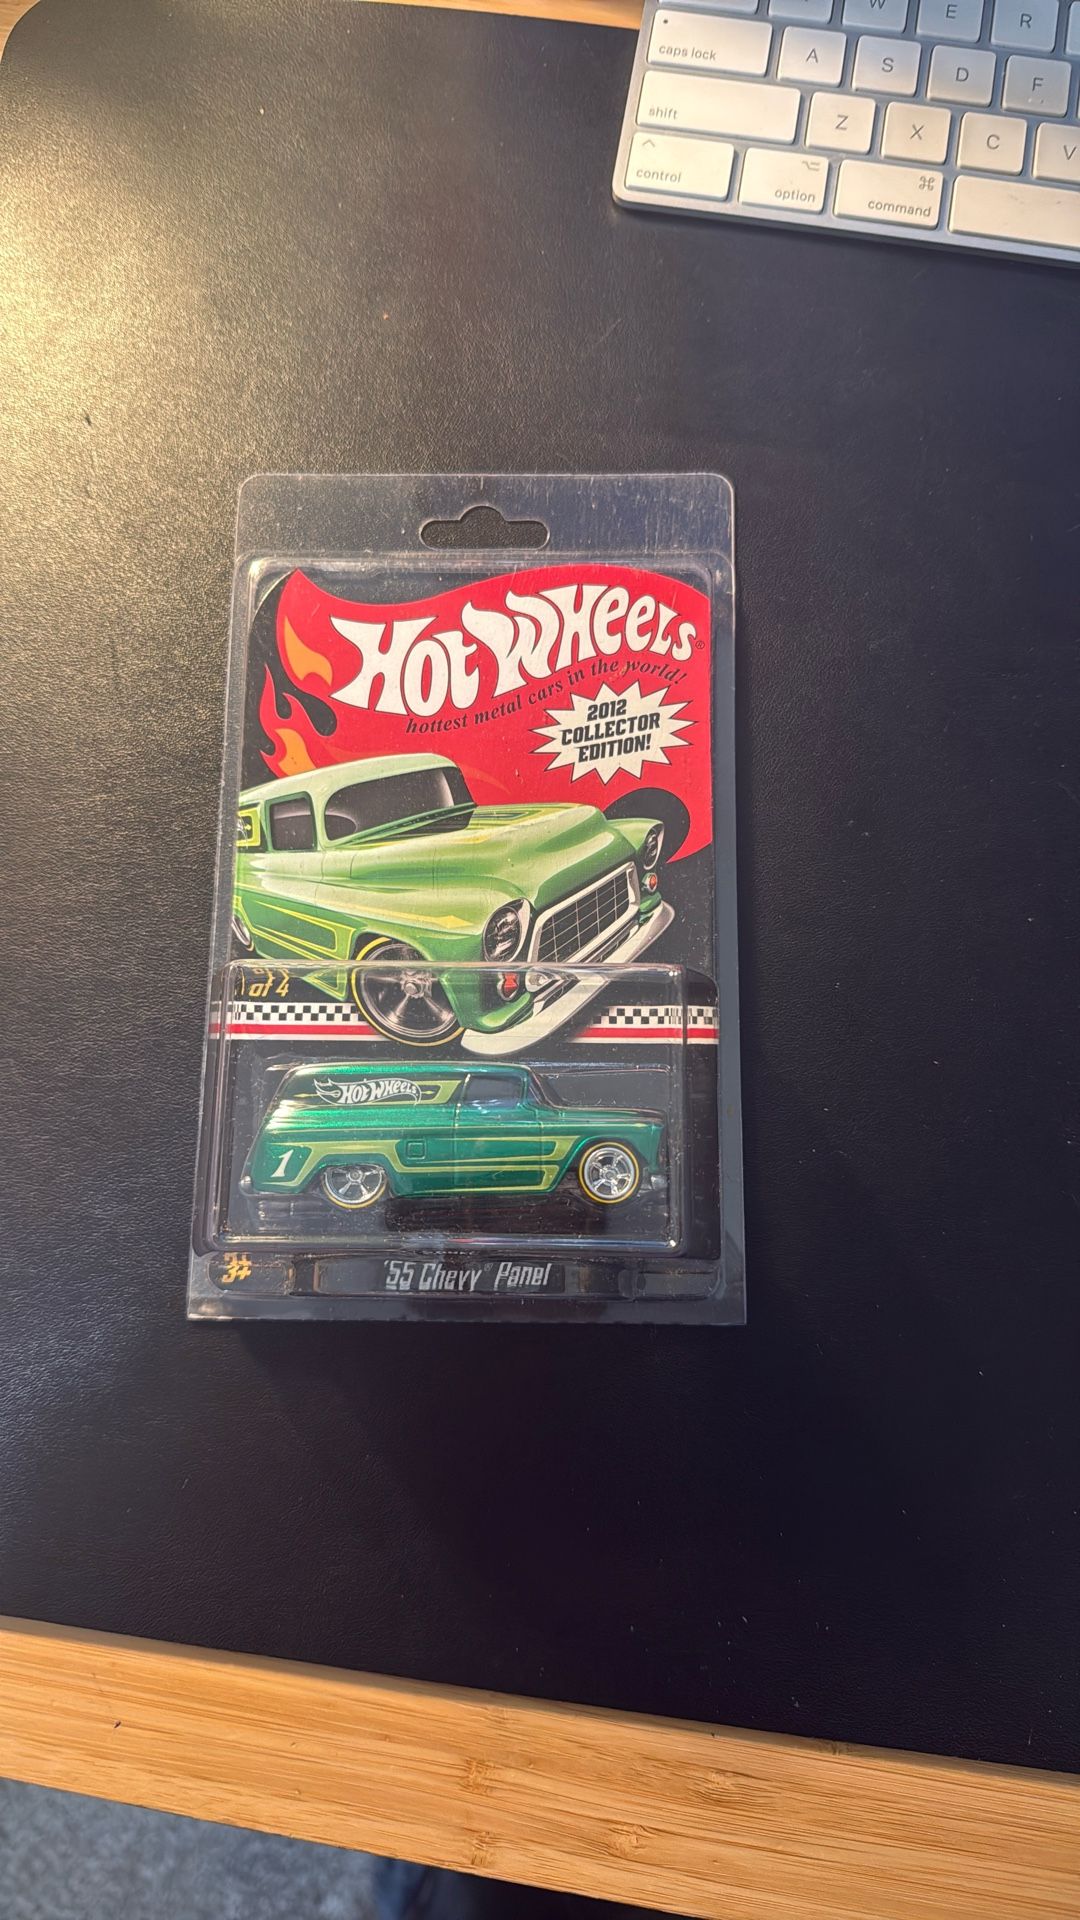 W E R
caps lock A S D F
shift Z X C V
control option ⌘ command
HOT WHEELS®
hottest metal cars in the world!
2012
COLLECTOR
EDITION!
of 4
HOT WHEELS
1
3+
'55 Chevy® Panel